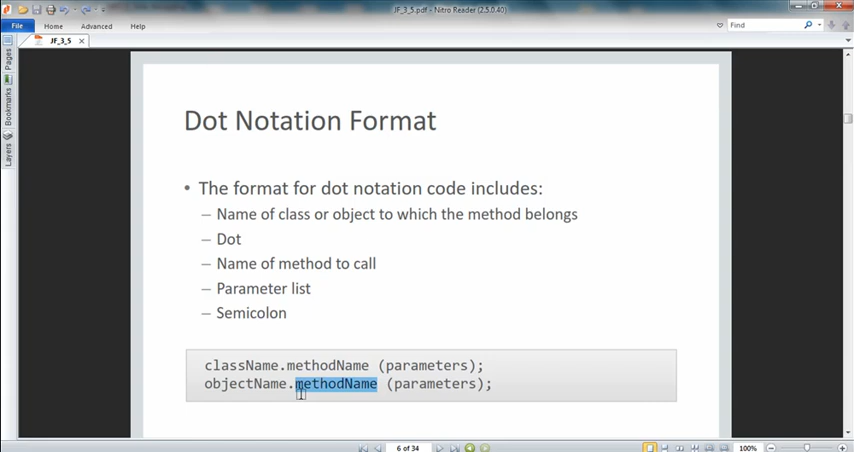 JF_3_5.pdf - Nitro Reader (2.5.0.40)
File Home Advanced Help
Find
JF_3_5
Pages
Bookmarks
Layers
Dot Notation Format
• The format for dot notation code includes:
– Name of class or object to which the method belongs
– Dot
– Name of method to call
– Parameter list
– Semicolon
className.methodName (parameters);
objectName.methodName (parameters);
6 of 34
100%